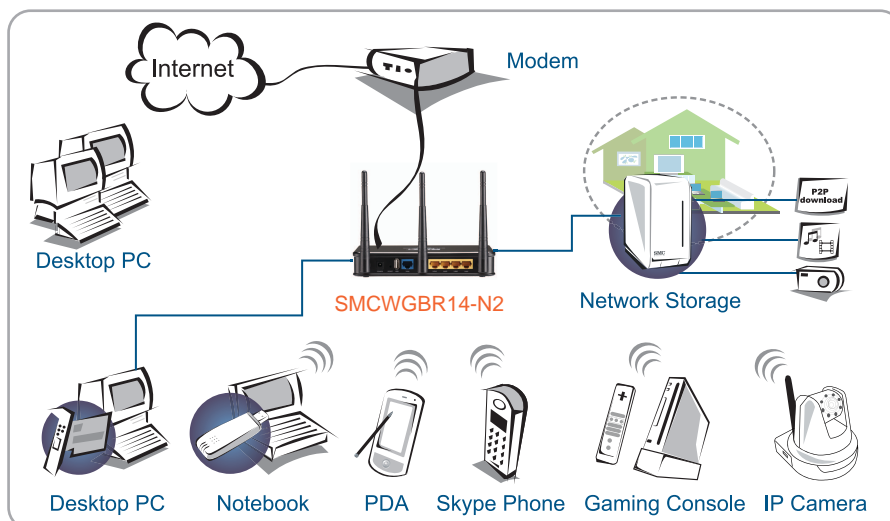 Internet
Modem
Desktop PC
SMCWGBR14-N2
P2P
download
SMC
Network Storage
Desktop PC
Notebook
PDA
Skype Phone
Gaming Console
IP Camera